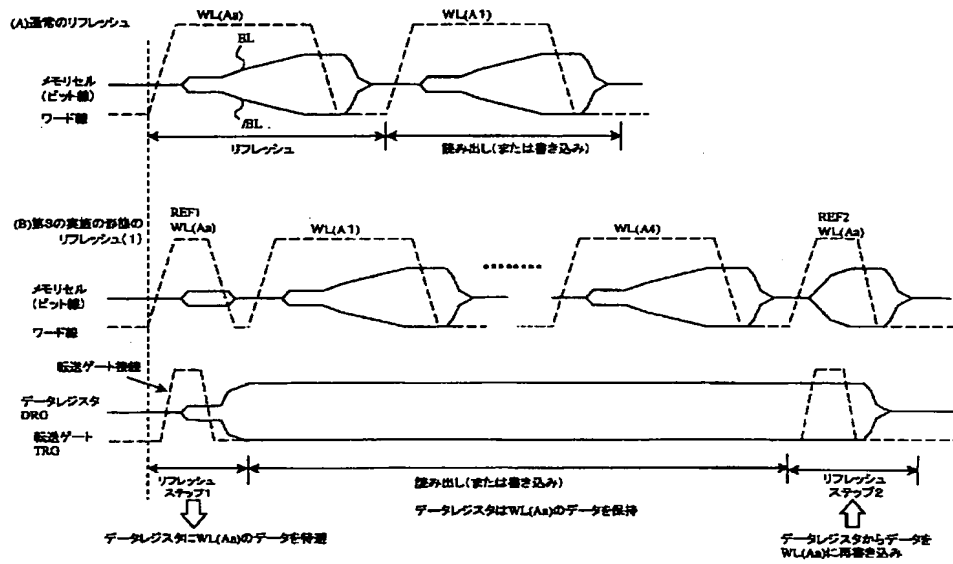 (A)通常のリフレッシュ
WL(Aa)
WL(A1)
BL
メモリセル
(ビット線)
ワード線
/BL
リフレッシュ
読み出し(または書き込み)
(B)第3の実施の形態の
リフレッシュ(1)
REF1
WL(Aa)
WL(A1)
WL(A4)
REF2
WL(Aa)
メモリセル
(ビット線)
ワード線
転送ゲート接続
データレジスタ
DRG
転送ゲート
TRG
リフレッシュ
ステップ1
読み出し(または書き込み)
リフレッシュ
ステップ2
データレジスタはWL(Aa)のデータを保持
データレジスタにWL(Aa)のデータを待避
データレジスタからデータを
WL(Aa)に再書き込み